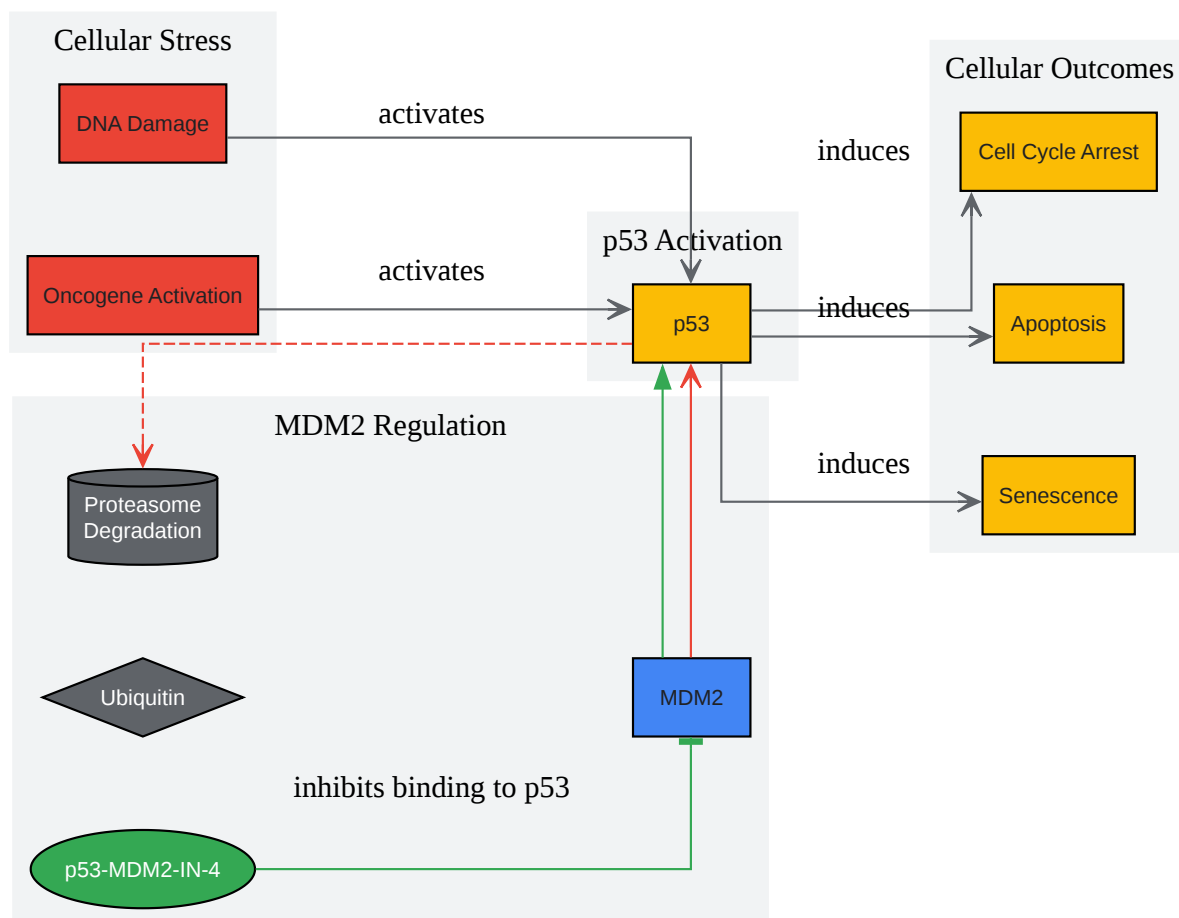 Cellular Stress
DNA Damage
activates
Oncogene Activation
activates
p53 Activation
p53
Cellular Outcomes
induces
Cell Cycle Arrest
induces
Apoptosis
induces
Senescence
MDM2 Regulation
Proteasome
Degradation
Ubiquitin
MDM2
inhibits binding to p53
p53-MDM2-IN-4